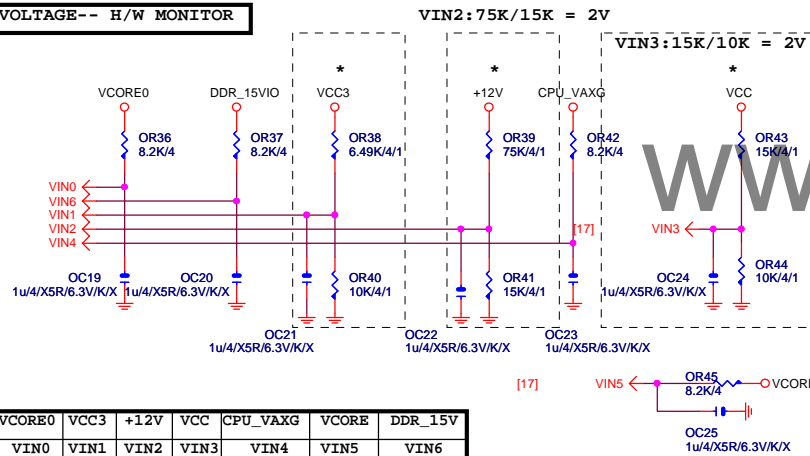 VOLTAGE-- H/W MONITOR
VIN2:75K/15K = 2V
VIN3:15K/10K = 2V
* * *
VCORE0 DDR_15VIO VCC3 +12V CPU_VAXG VCC
OR36 OR37 OR38 OR39 OR42 OR43
8.2K/4 8.2K/4 6.49K/4/1 75K/4/1 8.2K/4 15K/4/1
WW
VIN0
VIN6
VIN1
VIN2 [17] VIN3
VIN4
OC19 OC20 OR40 OR41 OC24 OR44
1u/4/X5R/6.3V/K/X 1u/4/X5R/6.3V/K/X 10K/4/1 15K/4/1 1u/4/X5R/6.3V/K/X 10K/4/1
OC21 OC22 OC23
1u/4/X5R/6.3V/K/X 1u/4/X5R/6.3V/K/X 1u/4/X5R/6.3V/K/X
[17] VIN5 OR45 VCORE
8.2K/4
OC25
1u/4/X5R/6.3V/K/X
VCORE0 VCC3 +12V VCC CPU_VAXG VCORE DDR_15V
VIN0 VIN1 VIN2 VIN3 VIN4 VIN5 VIN6